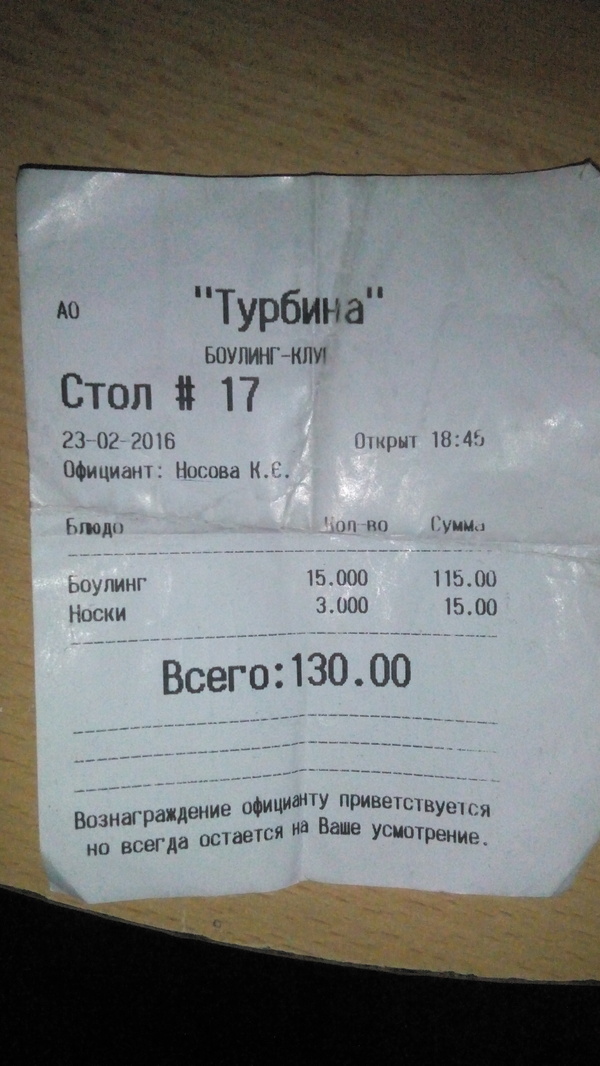 АО "Турбина"
БОУЛИНГ-КЛУ
Стол # 17
23-02-2016 Открыт 18:45
Официант: Носова К.Є.
Блюдо Кол-во Сумма
Боулинг 15.000 115.00
Носки 3.000 15.00
Всего:130.00
Вознаграждение официанту приветствуется
но всегда остается на Ваше усмотрение.